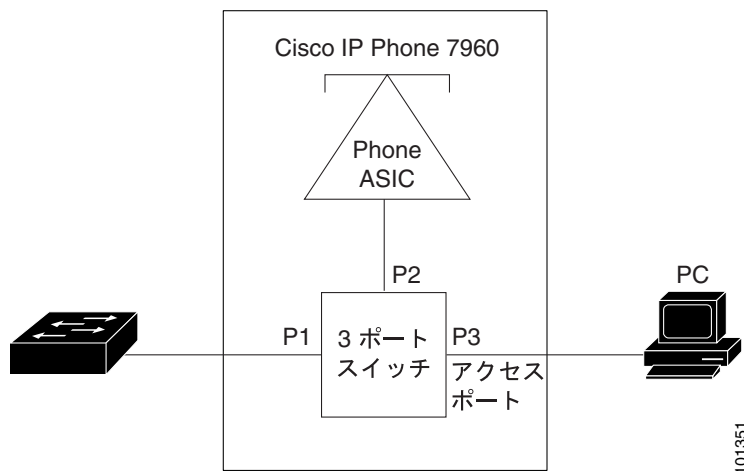 Cisco IP Phone 7960
Phone
ASIC
P2
PC
P1
3 ポート
スイッチ
P3
アクセス
ポート
101351